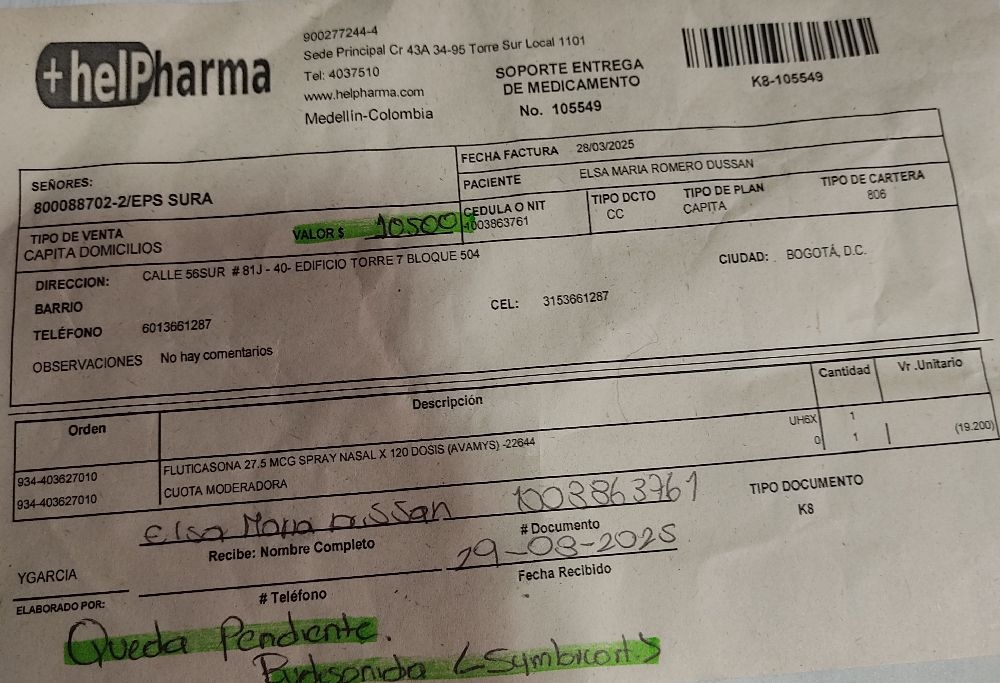 +helPharma
900277244-4
Sede Principal Cr 43A 34-95 Torre Sur Local 1101
Tel: 4037510
www.helpharma.com
Medellin-Colombia
SOPORTE ENTREGA
DE MEDICAMENTO
No. 105549
K8-105549
SEÑORES:
800088702-2/EPS SURA
FECHA FACTURA 28/03/2025
PACIENTE ELSA MARIA ROMERO DUSSAN
TIPO DE VENTA
CAPITA DOMICILIOS
VALOR $ 10500
CEDULA O NIT
1003863761
TIPO DCTO
CC
TIPO DE PLAN
CAPITA
TIPO DE CARTERA
806
DIRECCION: CALLE 56SUR # 81J - 40- EDIFICIO TORRE 7 BLOQUE 504
CIUDAD: BOGOTÁ, D.C.
BARRIO
CEL: 3153661287
TELÉFONO 6013661287
OBSERVACIONES No hay comentarios
Orden Descripción Cantidad Vr .Unitario
934-403627010 FLUTICASONA 27.5 MCG SPRAY NASAL X 120 DOSIS (AVAMYS) -22644 UH6X 1
934-403627010 CUOTA MODERADORA 0 1 (19.200)
Elsa Maria Dussan 1003863761
Recibe: Nombre Completo # Documento
TIPO DOCUMENTO
K8
29-03-2025
Fecha Recibido
YGARCIA
ELABORADO POR:
# Teléfono
Queda Pendiente.
Budesonida (Symbicort)